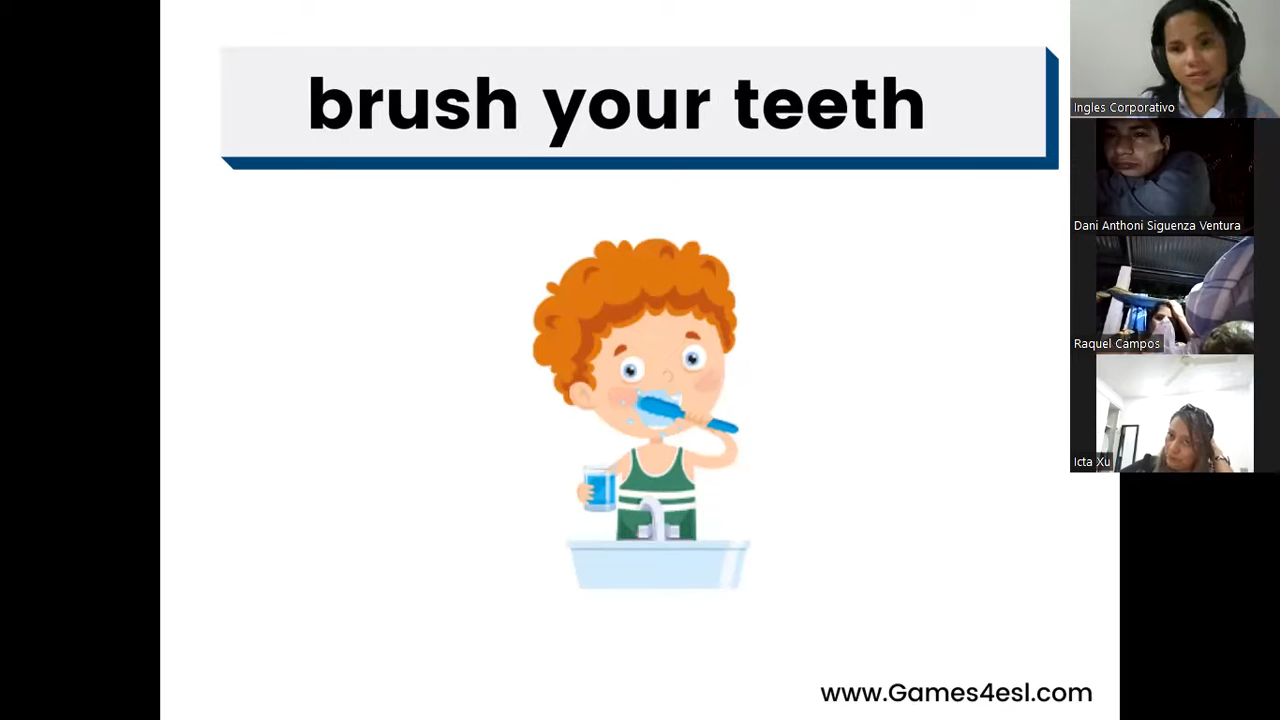 brush your teeth
Ingles Corporativo
Dani Anthoni Siguenza Ventura
Raquel Campos
Icta Xu
www.Games4esl.com